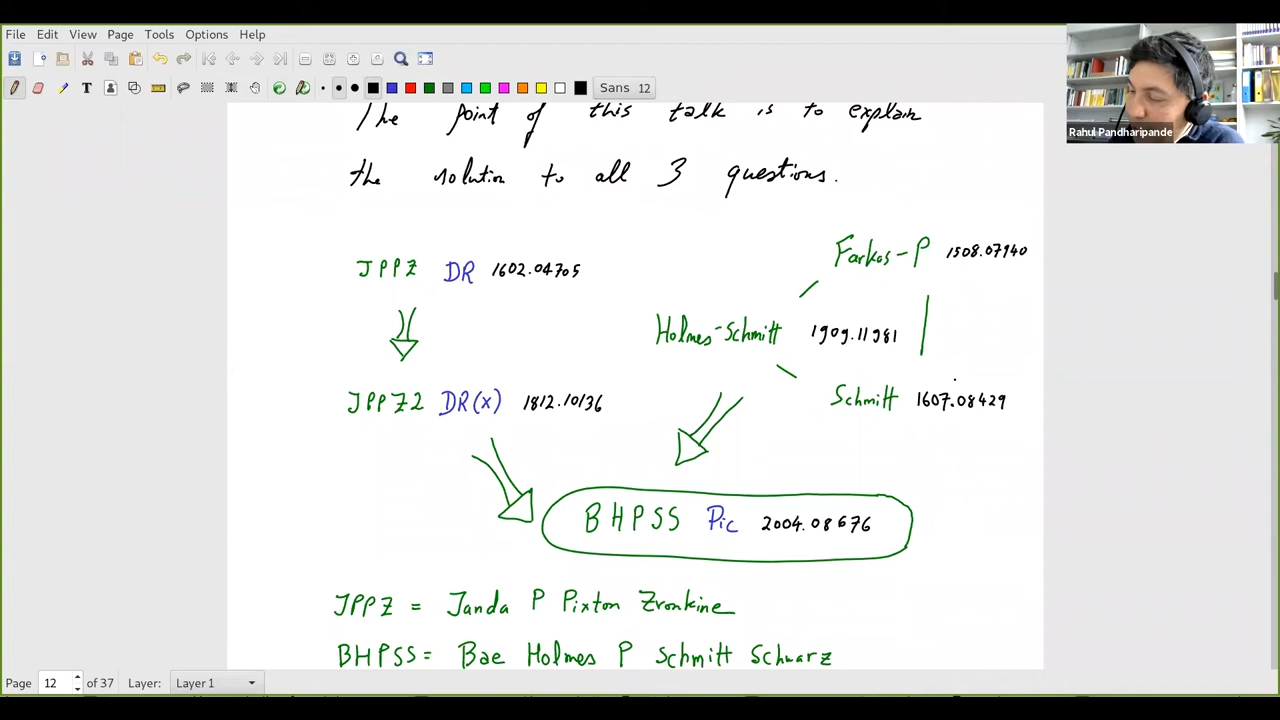 File Edit View Page Tools Options Help
Sans 12
Rahul Pandharipande
The point of this talk is to explain
the solution to all 3 questions.
Farkas-P 1508.07940
JPPZ DR 1602.04705
Holmes-Schmitt 1909.11981
JPPZ2 DR(x) 1812.10136
Schmitt 1607.08429
BHPSS Pic 2004.08676
JPPZ = Janda P Pixton Zvonkine
BHPSS = Bae Holmes P Schmitt Schwarz
Page 12 of 37 Layer: Layer 1